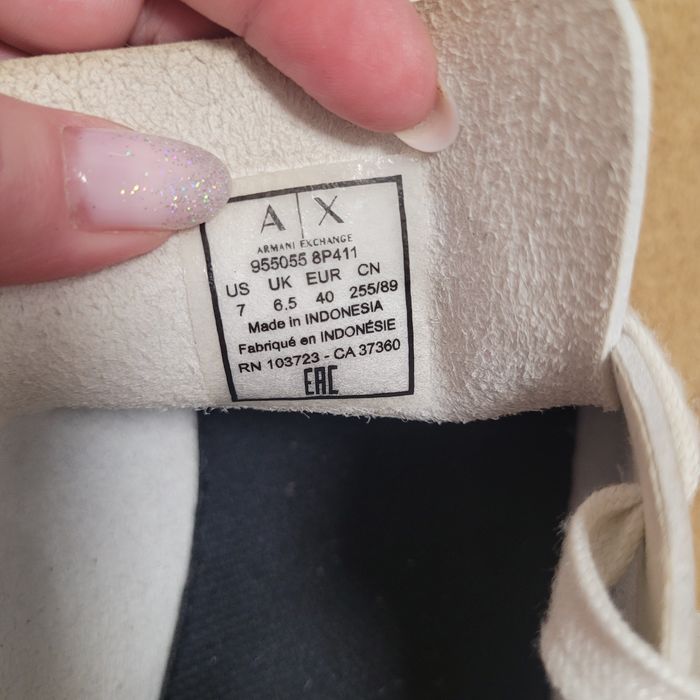 A|X
ARMANI EXCHANGE
955055 8P411
US UK EUR CN
7 6.5 40 255/89
Made in INDONESIA
Fabriqué en INDONÉSIE
RN 103723 - CA 37360
EAC